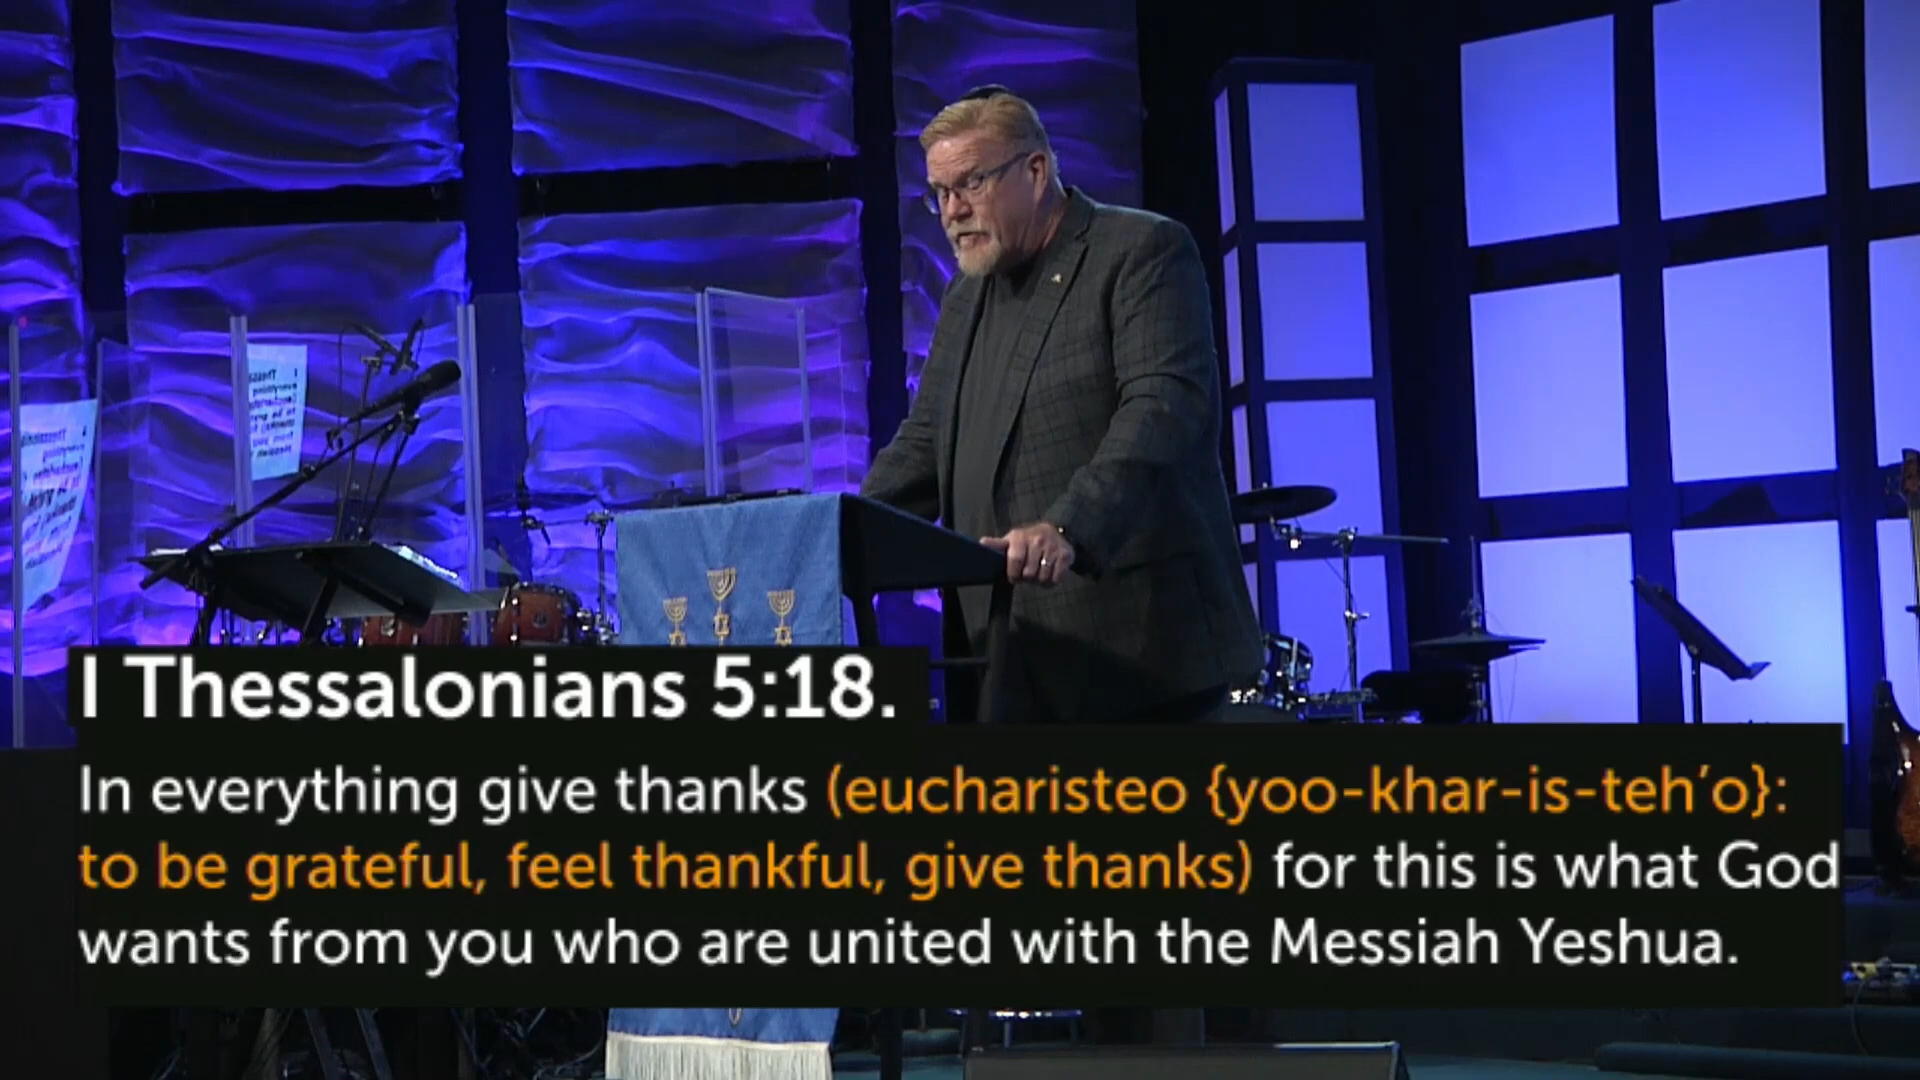 I Thessalonians 5:18.
In everything give thanks (eucharisteo {yoo-khar-is-teh’o}:
to be grateful, feel thankful, give thanks) for this is what God
wants from you who are united with the Messiah Yeshua.